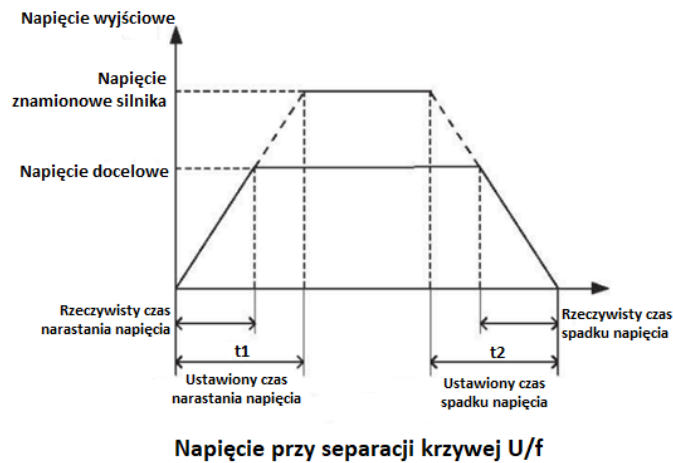 Napięcie wyjściowe
Napięcie
znamionowe silnika
Napięcie docelowe
Rzeczywisty czas
narastania napięcia
Rzeczywisty czas
spadku napięcia
t1
t2
Ustawiony czas
narastania napięcia
Ustawiony czas
spadku napięcia
Napięcie przy separacji krzywej U/f